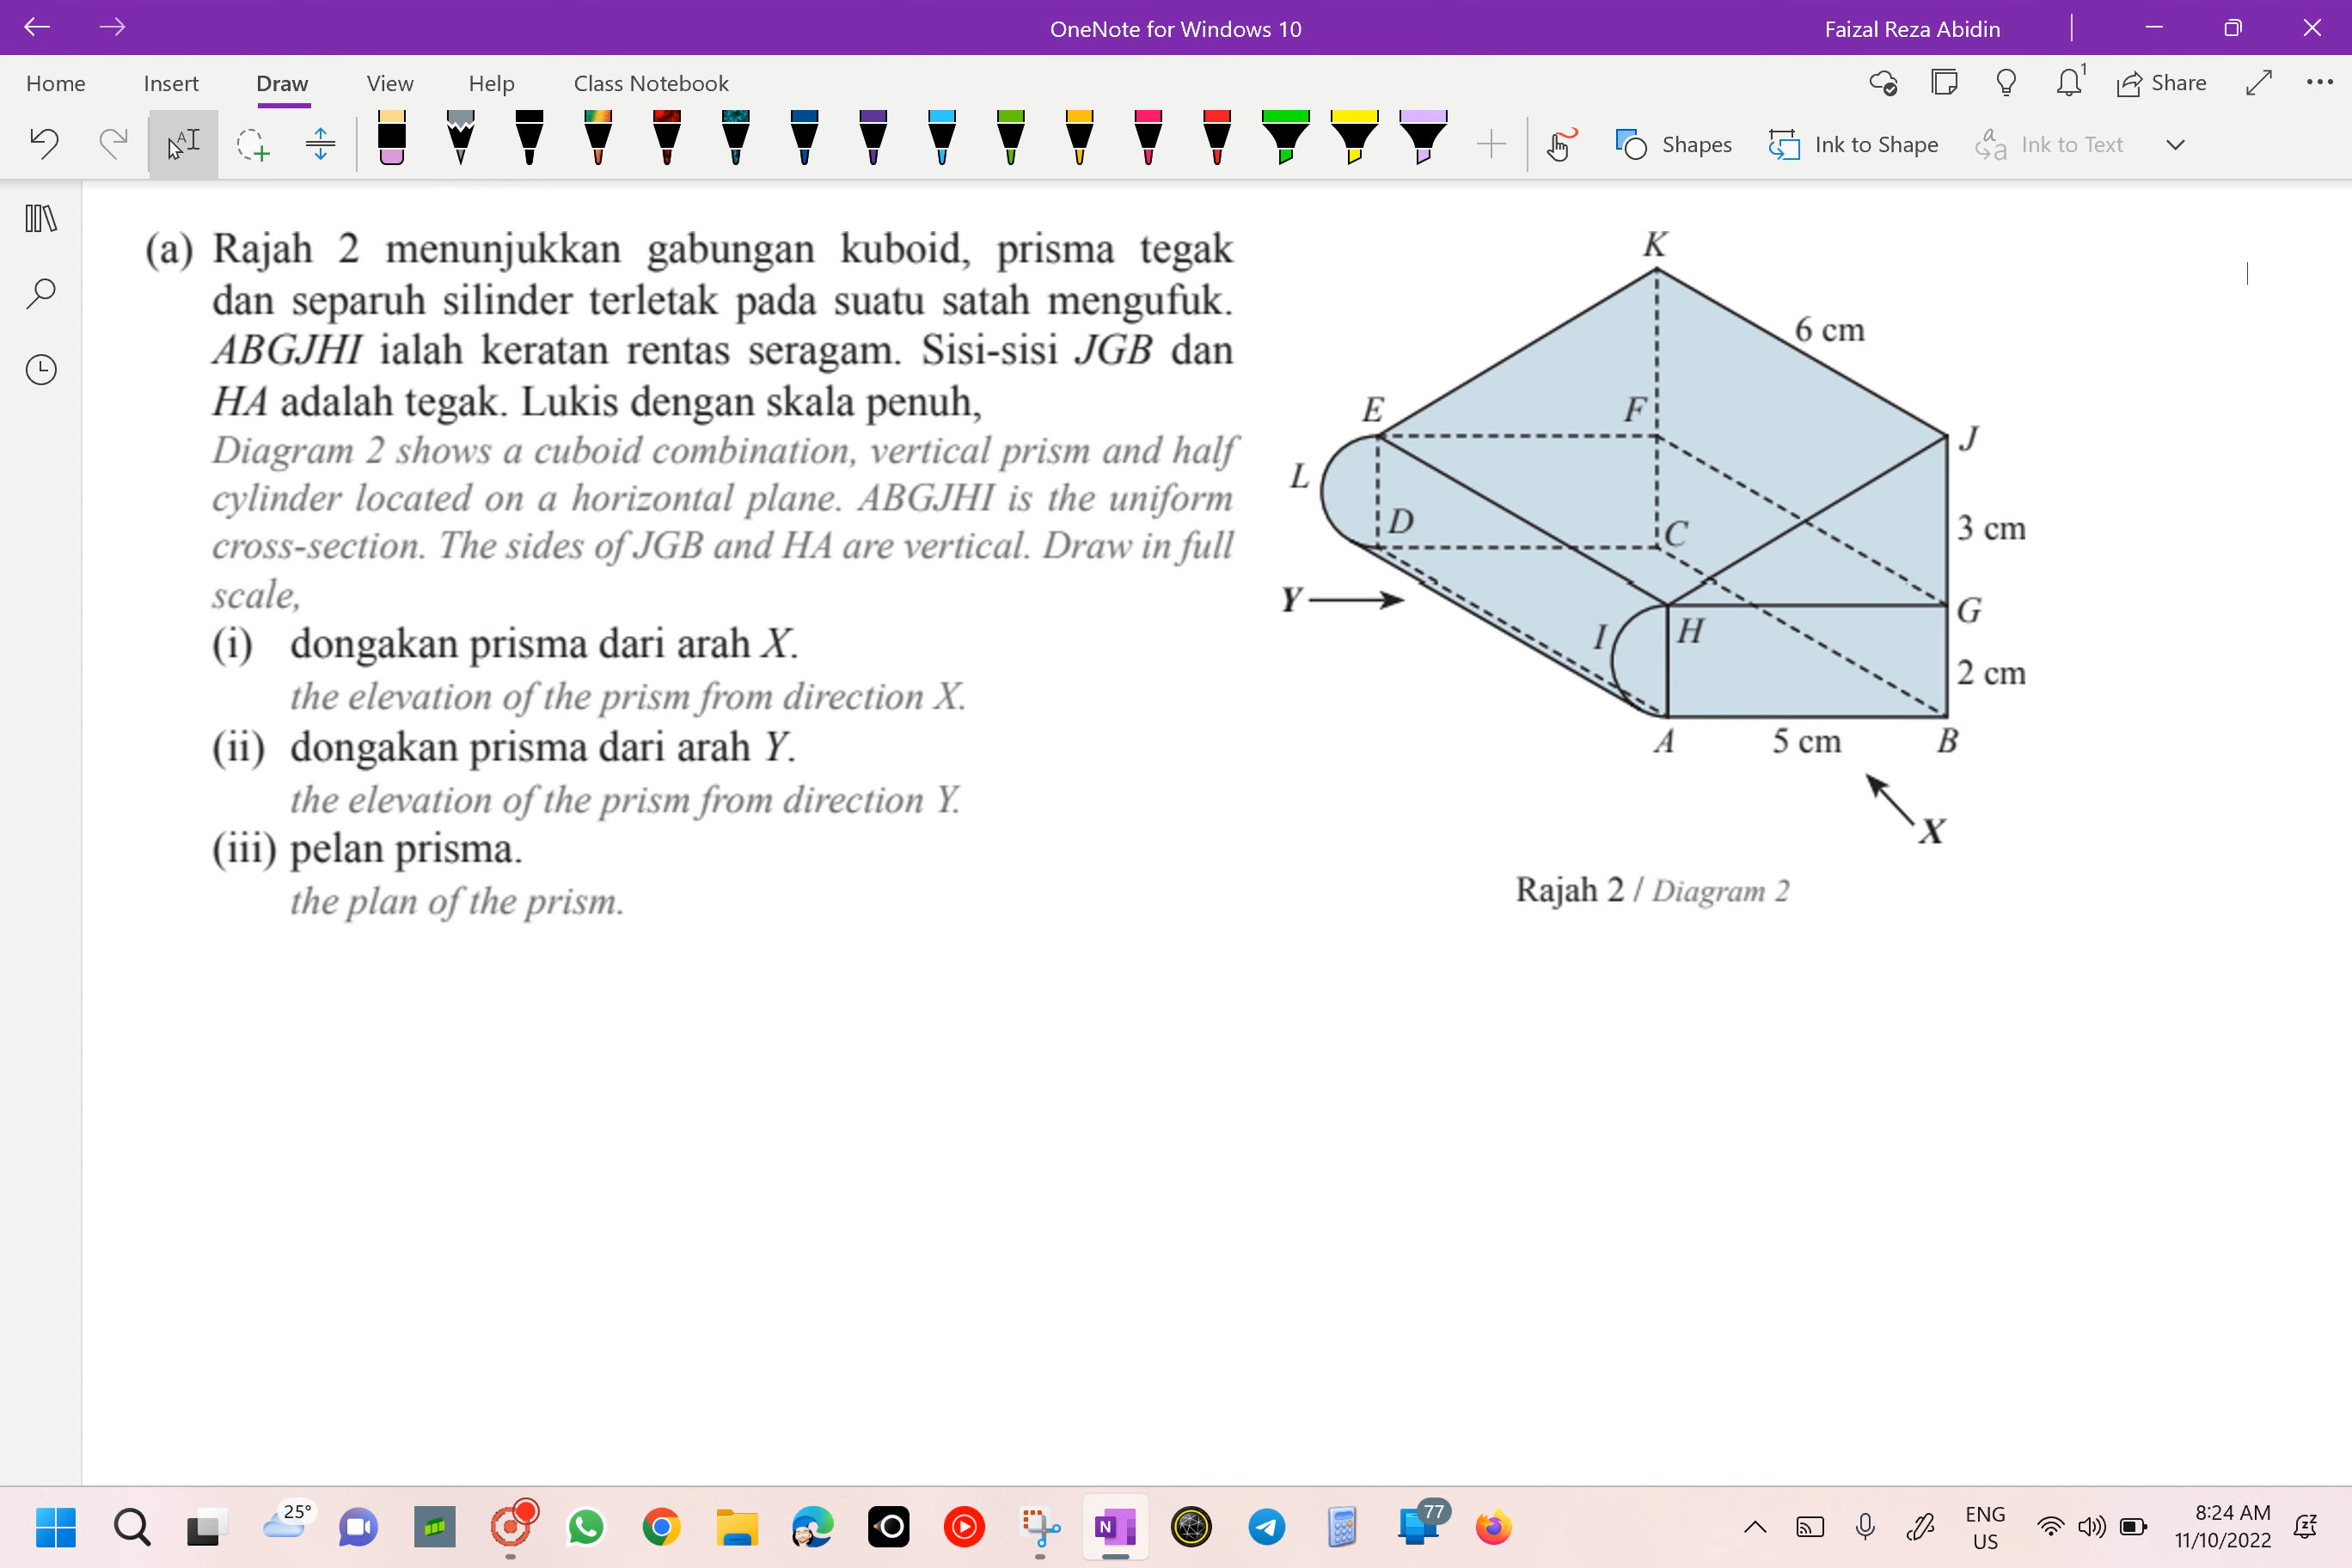 OneNote for Windows 10
Faizal Reza Abidin
Home Insert Draw View Help Class Notebook
1
Share
Shapes
Ink to Shape
Ink to Text
(a) Rajah 2 menunjukkan gabungan kuboid, prisma tegak
dan separuh silinder terletak pada suatu satah mengufuk.
ABGJHI ialah keratan rentas seragam. Sisi-sisi JGB dan
HA adalah tegak. Lukis dengan skala penuh,
Diagram 2 shows a cuboid combination, vertical prism and half
cylinder located on a horizontal plane. ABGJHI is the uniform
cross-section. The sides of JGB and HA are vertical. Draw in full
scale,
(i) dongakan prisma dari arah X.
the elevation of the prism from direction X.
(ii) dongakan prisma dari arah Y.
the elevation of the prism from direction Y.
(iii) pelan prisma.
the plan of the prism.
K
6 cm
E
F
J
L
D
C
3 cm
Y
G
I
H
2 cm
A
5 cm
B
X
Rajah 2 / Diagram 2
25°
77
ENG
US
8:24 AM
11/10/2022